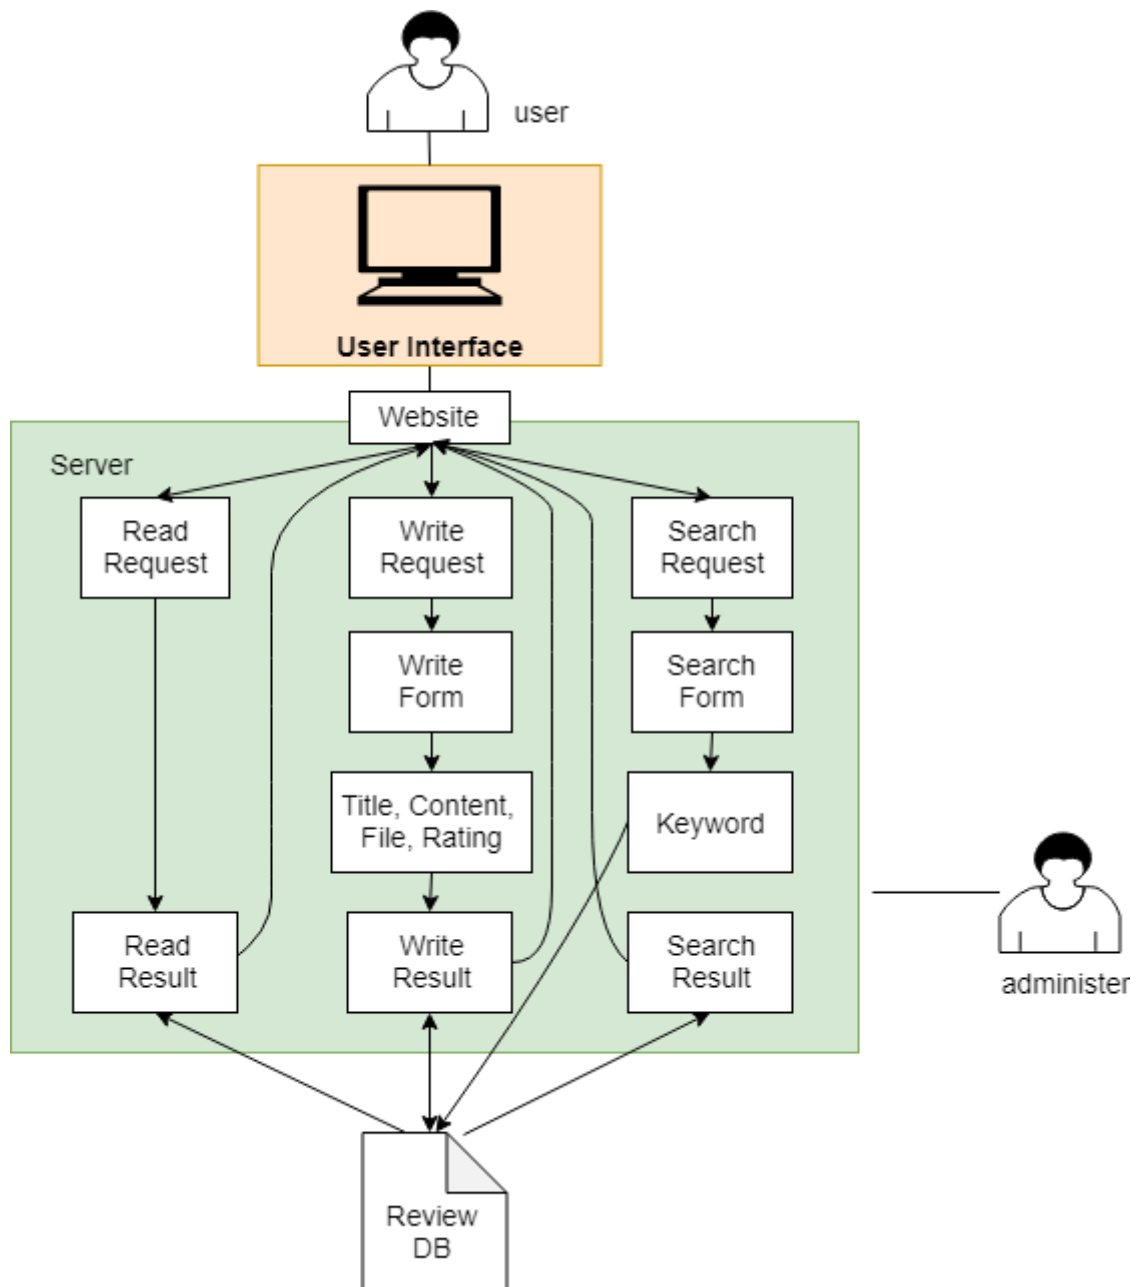 user
User Interface
Website
Server
Read
Request
Write
Request
Search
Request
Write
Form
Search
Form
Title, Content,
File, Rating
Keyword
Read
Result
Write
Result
Search
Result
administer
Review
DB